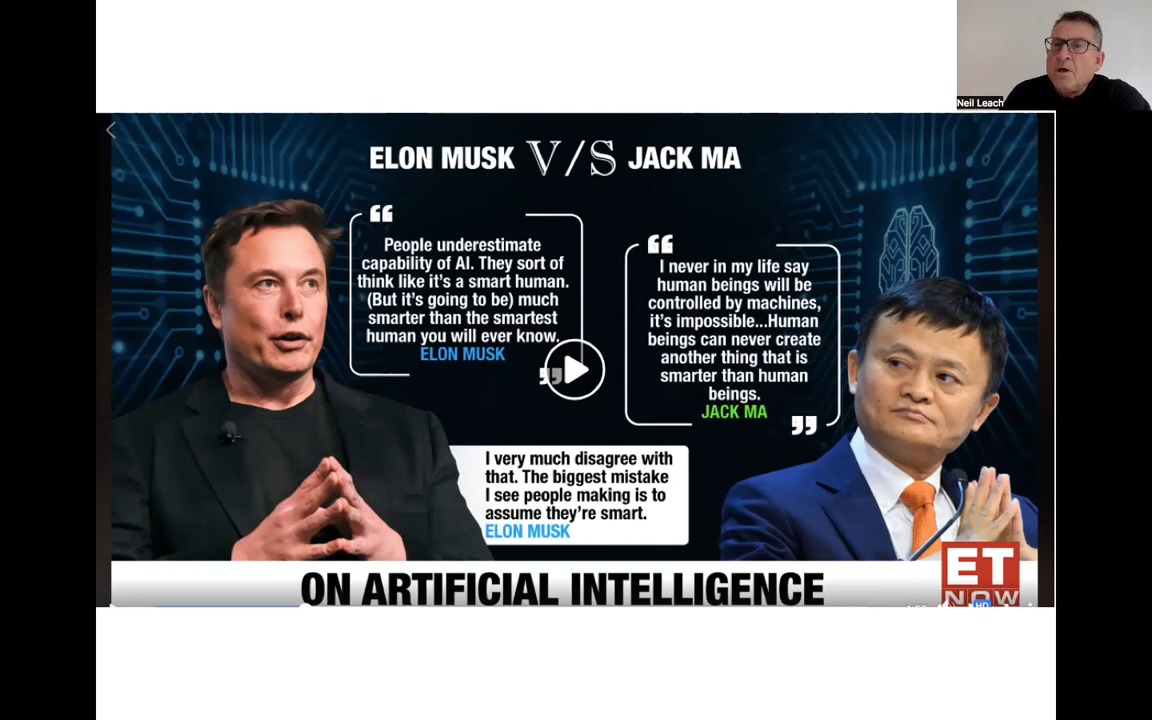 Neil Leach
ELON MUSK V/S JACK MA
“
People underestimate
capability of AI. They sort of
think like it’s a smart human.
(But it’s going to be) much
smarter than the smartest
human you will ever know.
ELON MUSK
”
“
I never in my life say
human beings will be
controlled by machines,
it’s impossible...Human
beings can never create
another thing that is
smarter than human
beings.
JACK MA
”
I very much disagree with
that. The biggest mistake
I see people making is to
assume they’re smart.
ELON MUSK
ON ARTIFICIAL INTELLIGENCE
ET
NOW
HD